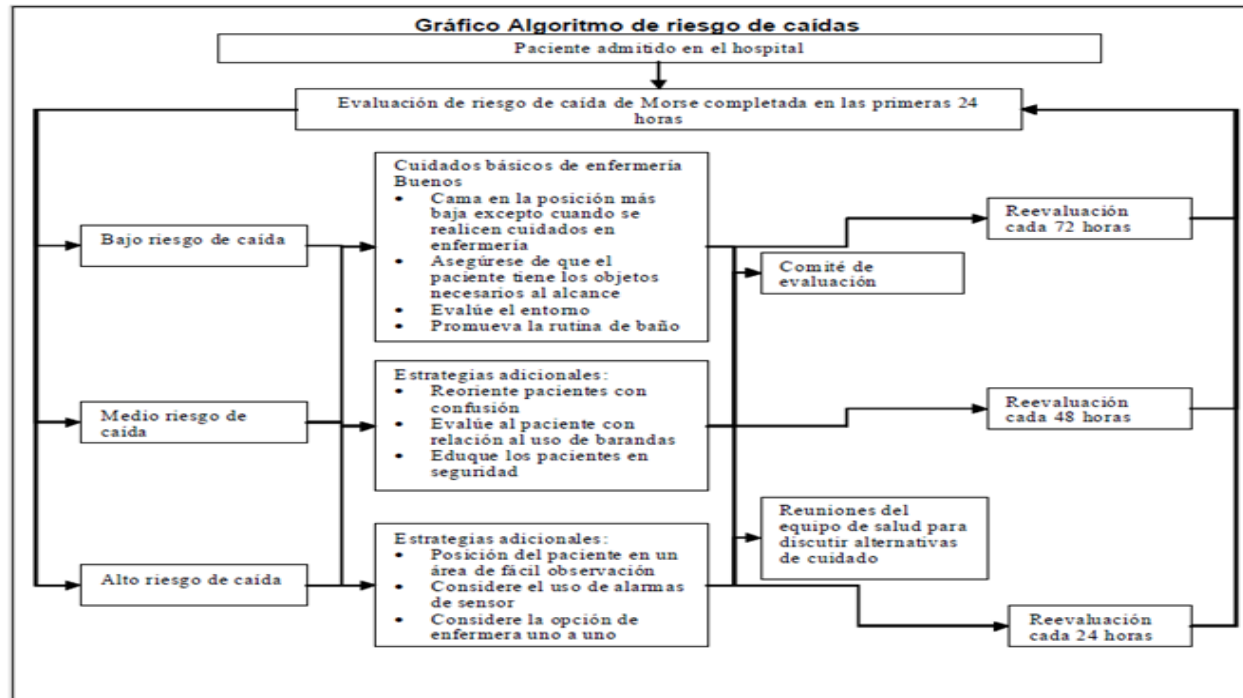 Gráfico Algoritmo de riesgo de caídas
Paciente admitido en el hospital
Evaluación de riesgo de caída de Morse completada en las primeras 24
horas
Bajo riesgo de caída
Cuidados básicos de enfermería
Buenos
• Cama en la posición más
baja excepto cuando se
realicen cuidados en
enfermería
• Asegúrese de que el
paciente tiene los objetos
necesarios al alcance
• Evalúe el entorno
• Promueva la rutina de baño
Reevaluación
cada 72 horas
Comité de
evaluación
Medio riesgo de
caída
Estrategias adicionales:
• Reoriente pacientes con
confusión
• Evalúe al paciente con
relación al uso de barandas
• Eduque los pacientes en
seguridad
Reevaluación
cada 48 horas
Reuniones del
equipo de salud para
discutir alternativas
de cuidado
Alto riesgo de caída
Estrategias adicionales:
• Posición del paciente en un
área de fácil observación
• Considere el uso de alarmas
de sensor
• Considere la opción de
enfermera uno a uno
Reevaluación
cada 24 horas